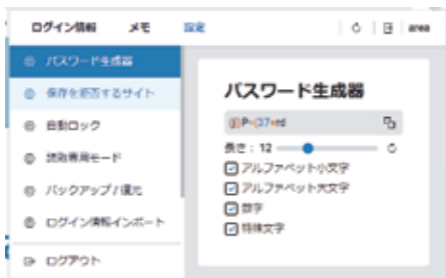 ログイン情報 メモ 設定 area
パスワード生成器
保存を拒否するサイト
自動ロック
読取専用モード
バックアップ/復元
ログイン情報インポート
ログアウト
パスワード生成器
長さ: 12
アルファベット小文字
アルファベット大文字
数字
特殊文字